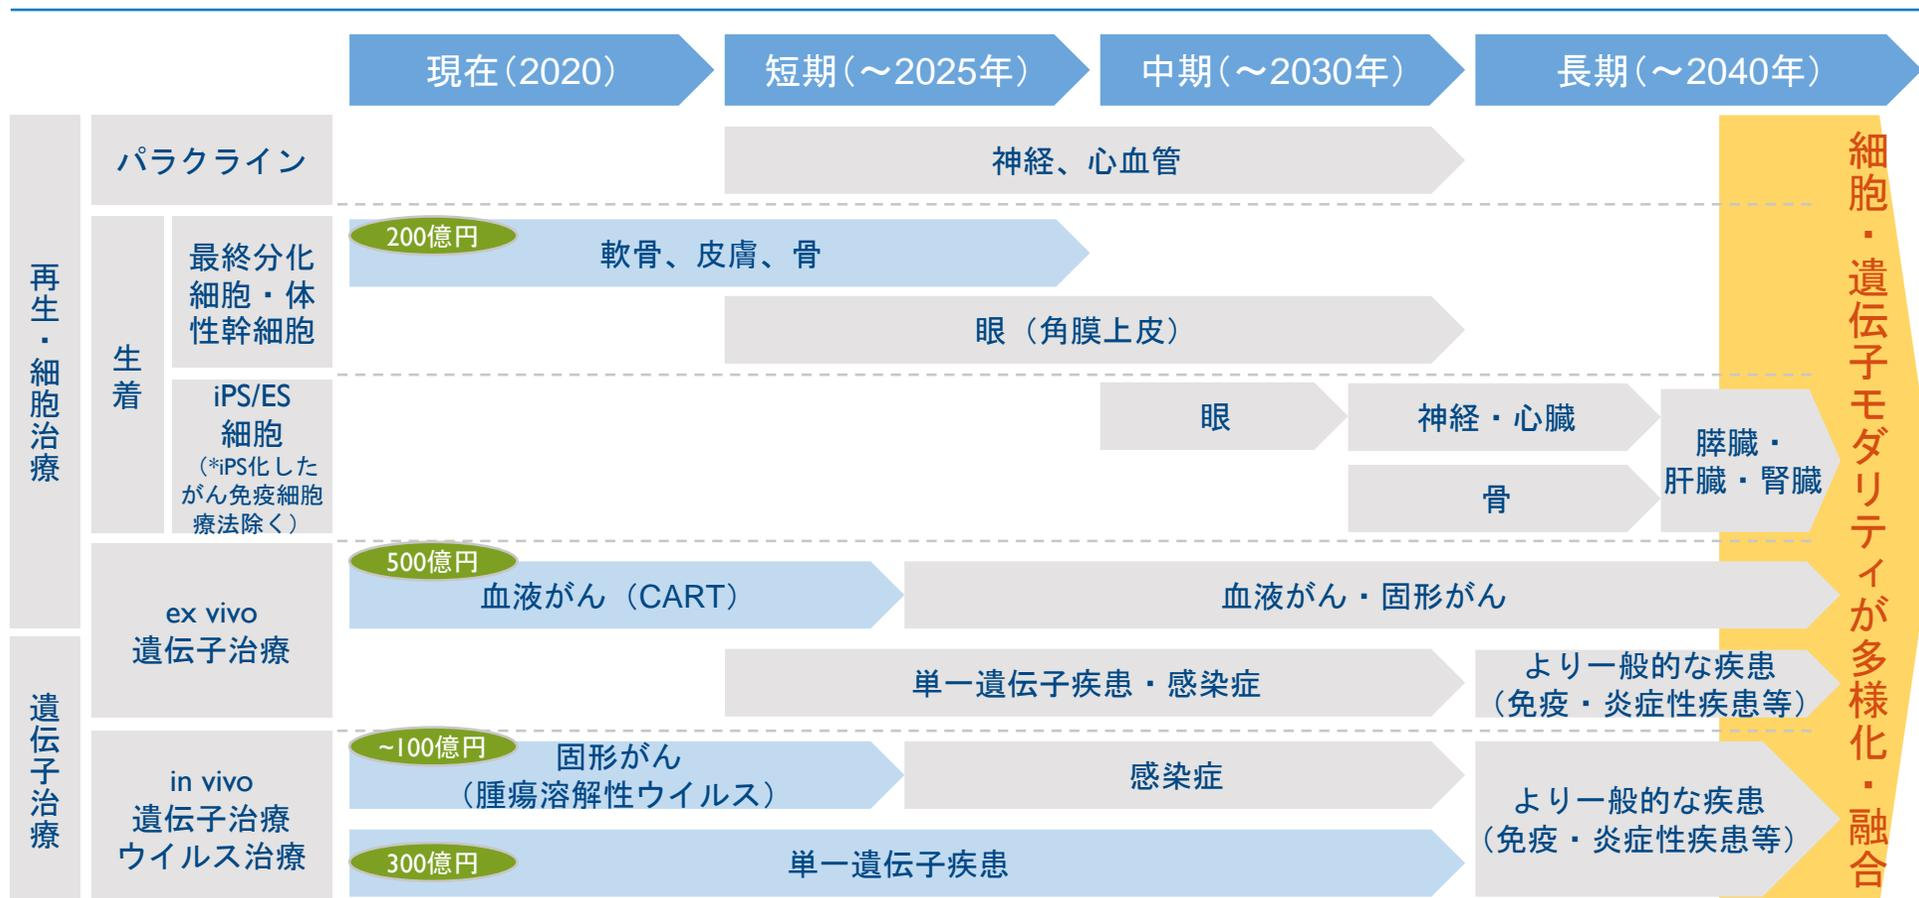 現在（2020）
短期（～2025年）
中期（～2030年）
長期（～2040年）
再生・細胞治療
パラクライン
神経、心血管
生着
最終分化
細胞・体
性幹細胞
200億円
軟骨、皮膚、骨
眼（角膜上皮）
iPS/ES
細胞
（*iPS化した
がん免疫細胞
療法除く）
眼
神経・心臓
骨
膵臓・
肝臓・腎臓
ex vivo
遺伝子治療
500億円
血液がん（CART）
血液がん・固形がん
単一遺伝子疾患・感染症
より一般的な疾患
（免疫・炎症性疾患等）
遺伝子治療
in vivo
遺伝子治療
ウイルス治療
~100億円
固形がん
（腫瘍溶解性ウイルス）
感染症
300億円
単一遺伝子疾患
より一般的な疾患
（免疫・炎症性疾患等）
細胞・遺伝子モダリティが多様化・融合